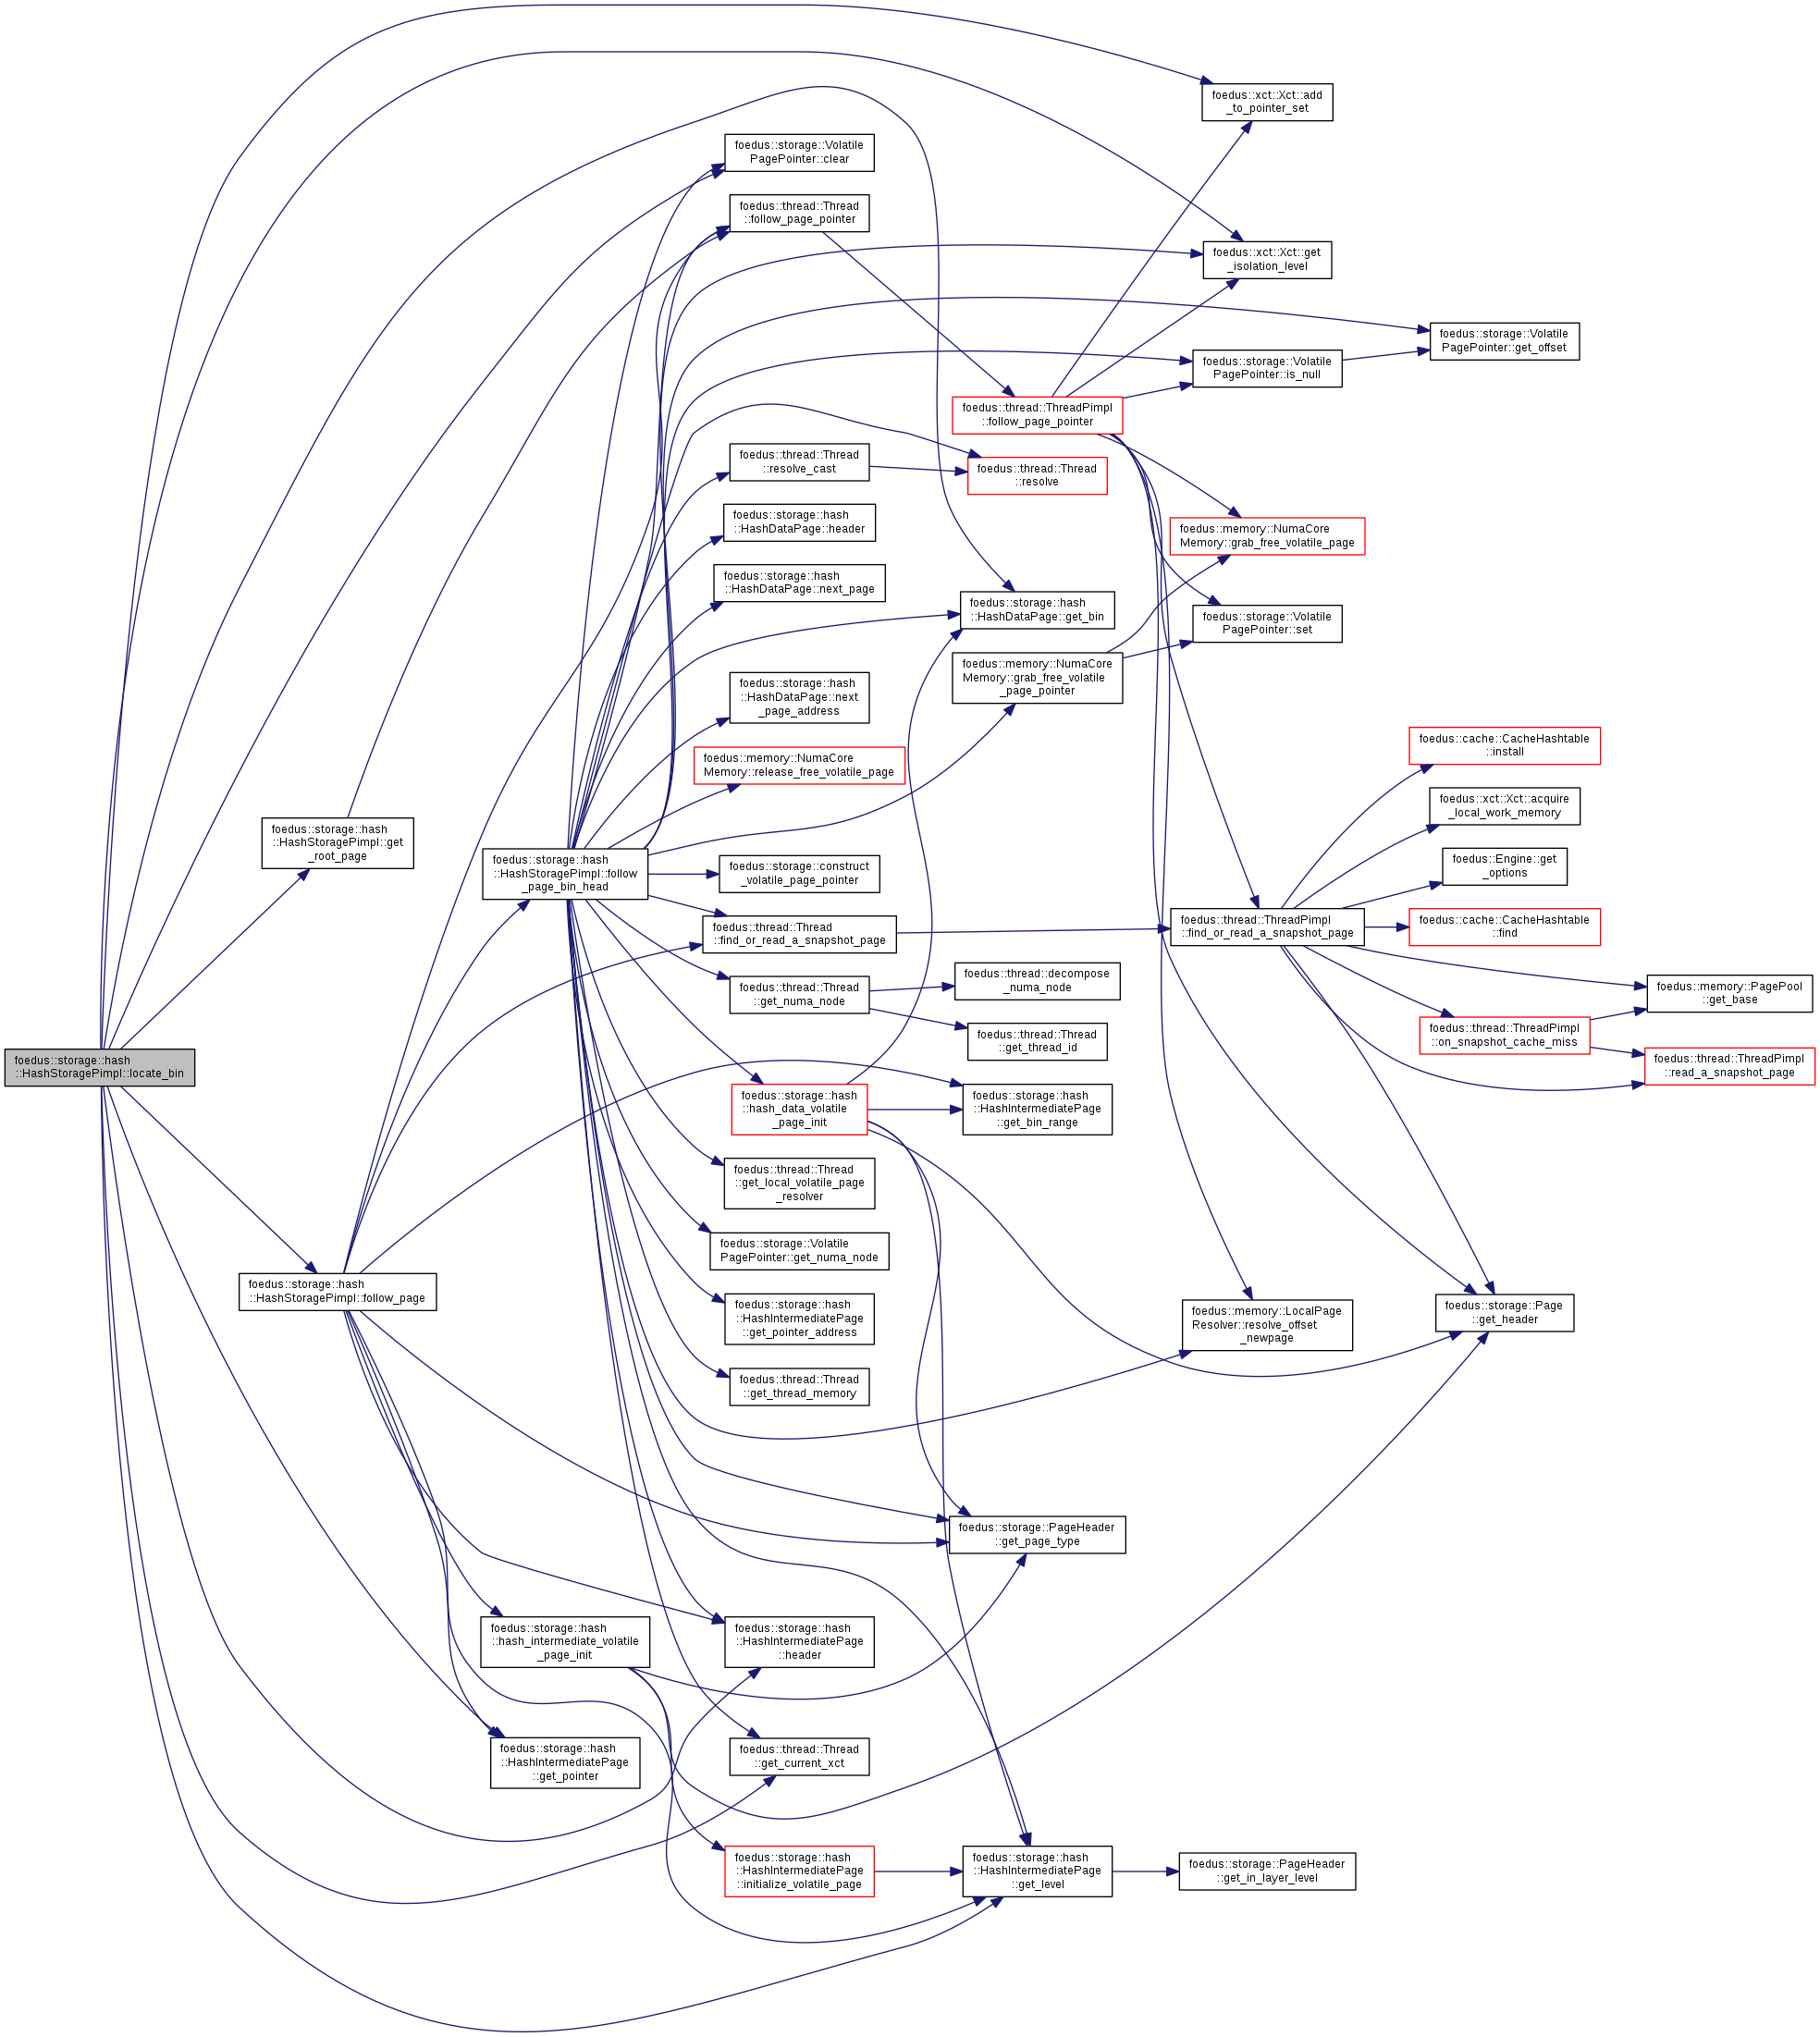 foedus::xct::Xct::add
_to_pointer_set
foedus::storage::Volatile
PagePointer::clear
foedus::thread::Thread
::follow_page_pointer
foedus::xct::Xct::get
_isolation_level
foedus::storage::Volatile
PagePointer::get_offset
foedus::storage::Volatile
PagePointer::is_null
foedus::thread::ThreadPimpl
::follow_page_pointer
foedus::thread::Thread
::resolve_cast
foedus::thread::Thread
::resolve
foedus::storage::hash
::HashDataPage::header
foedus::memory::NumaCore
Memory::grab_free_volatile_page
foedus::storage::hash
::HashDataPage::next_page
foedus::storage::hash
::HashDataPage::get_bin
foedus::storage::Volatile
PagePointer::set
foedus::memory::NumaCore
Memory::grab_free_volatile
_page_pointer
foedus::storage::hash
::HashDataPage::next
_page_address
foedus::memory::NumaCore
Memory::release_free_volatile_page
foedus::cache::CacheHashtable
::install
foedus::xct::Xct::acquire
_local_work_memory
foedus::storage::hash
::HashStoragePimpl::get
_root_page
foedus::storage::hash
::HashStoragePimpl::follow
_page_bin_head
foedus::storage::construct
_volatile_page_pointer
foedus::Engine::get
_options
foedus::thread::Thread
::find_or_read_a_snapshot_page
foedus::thread::ThreadPimpl
::find_or_read_a_snapshot_page
foedus::cache::CacheHashtable
::find
foedus::thread::Thread
::get_numa_node
foedus::thread::decompose
_numa_node
foedus::memory::PagePool
::get_base
foedus::thread::Thread
::get_thread_id
foedus::thread::ThreadPimpl
::on_snapshot_cache_miss
foedus::thread::ThreadPimpl
::read_a_snapshot_page
foedus::storage::hash
::HashStoragePimpl::locate_bin
foedus::storage::hash
::hash_data_volatile
_page_init
foedus::storage::hash
::HashIntermediatePage
::get_bin_range
foedus::thread::Thread
::get_local_volatile_page
_resolver
foedus::storage::Volatile
PagePointer::get_numa_node
foedus::storage::hash
::HashStoragePimpl::follow_page
foedus::storage::hash
::HashIntermediatePage
::get_pointer_address
foedus::memory::LocalPage
Resolver::resolve_offset
_newpage
foedus::storage::Page
::get_header
foedus::thread::Thread
::get_thread_memory
foedus::storage::PageHeader
::get_page_type
foedus::storage::hash
::hash_intermediate_volatile
_page_init
foedus::storage::hash
::HashIntermediatePage
::header
foedus::storage::hash
::HashIntermediatePage
::get_pointer
foedus::thread::Thread
::get_current_xct
foedus::storage::hash
::HashIntermediatePage
::initialize_volatile_page
foedus::storage::hash
::HashIntermediatePage
::get_level
foedus::storage::PageHeader
::get_in_layer_level